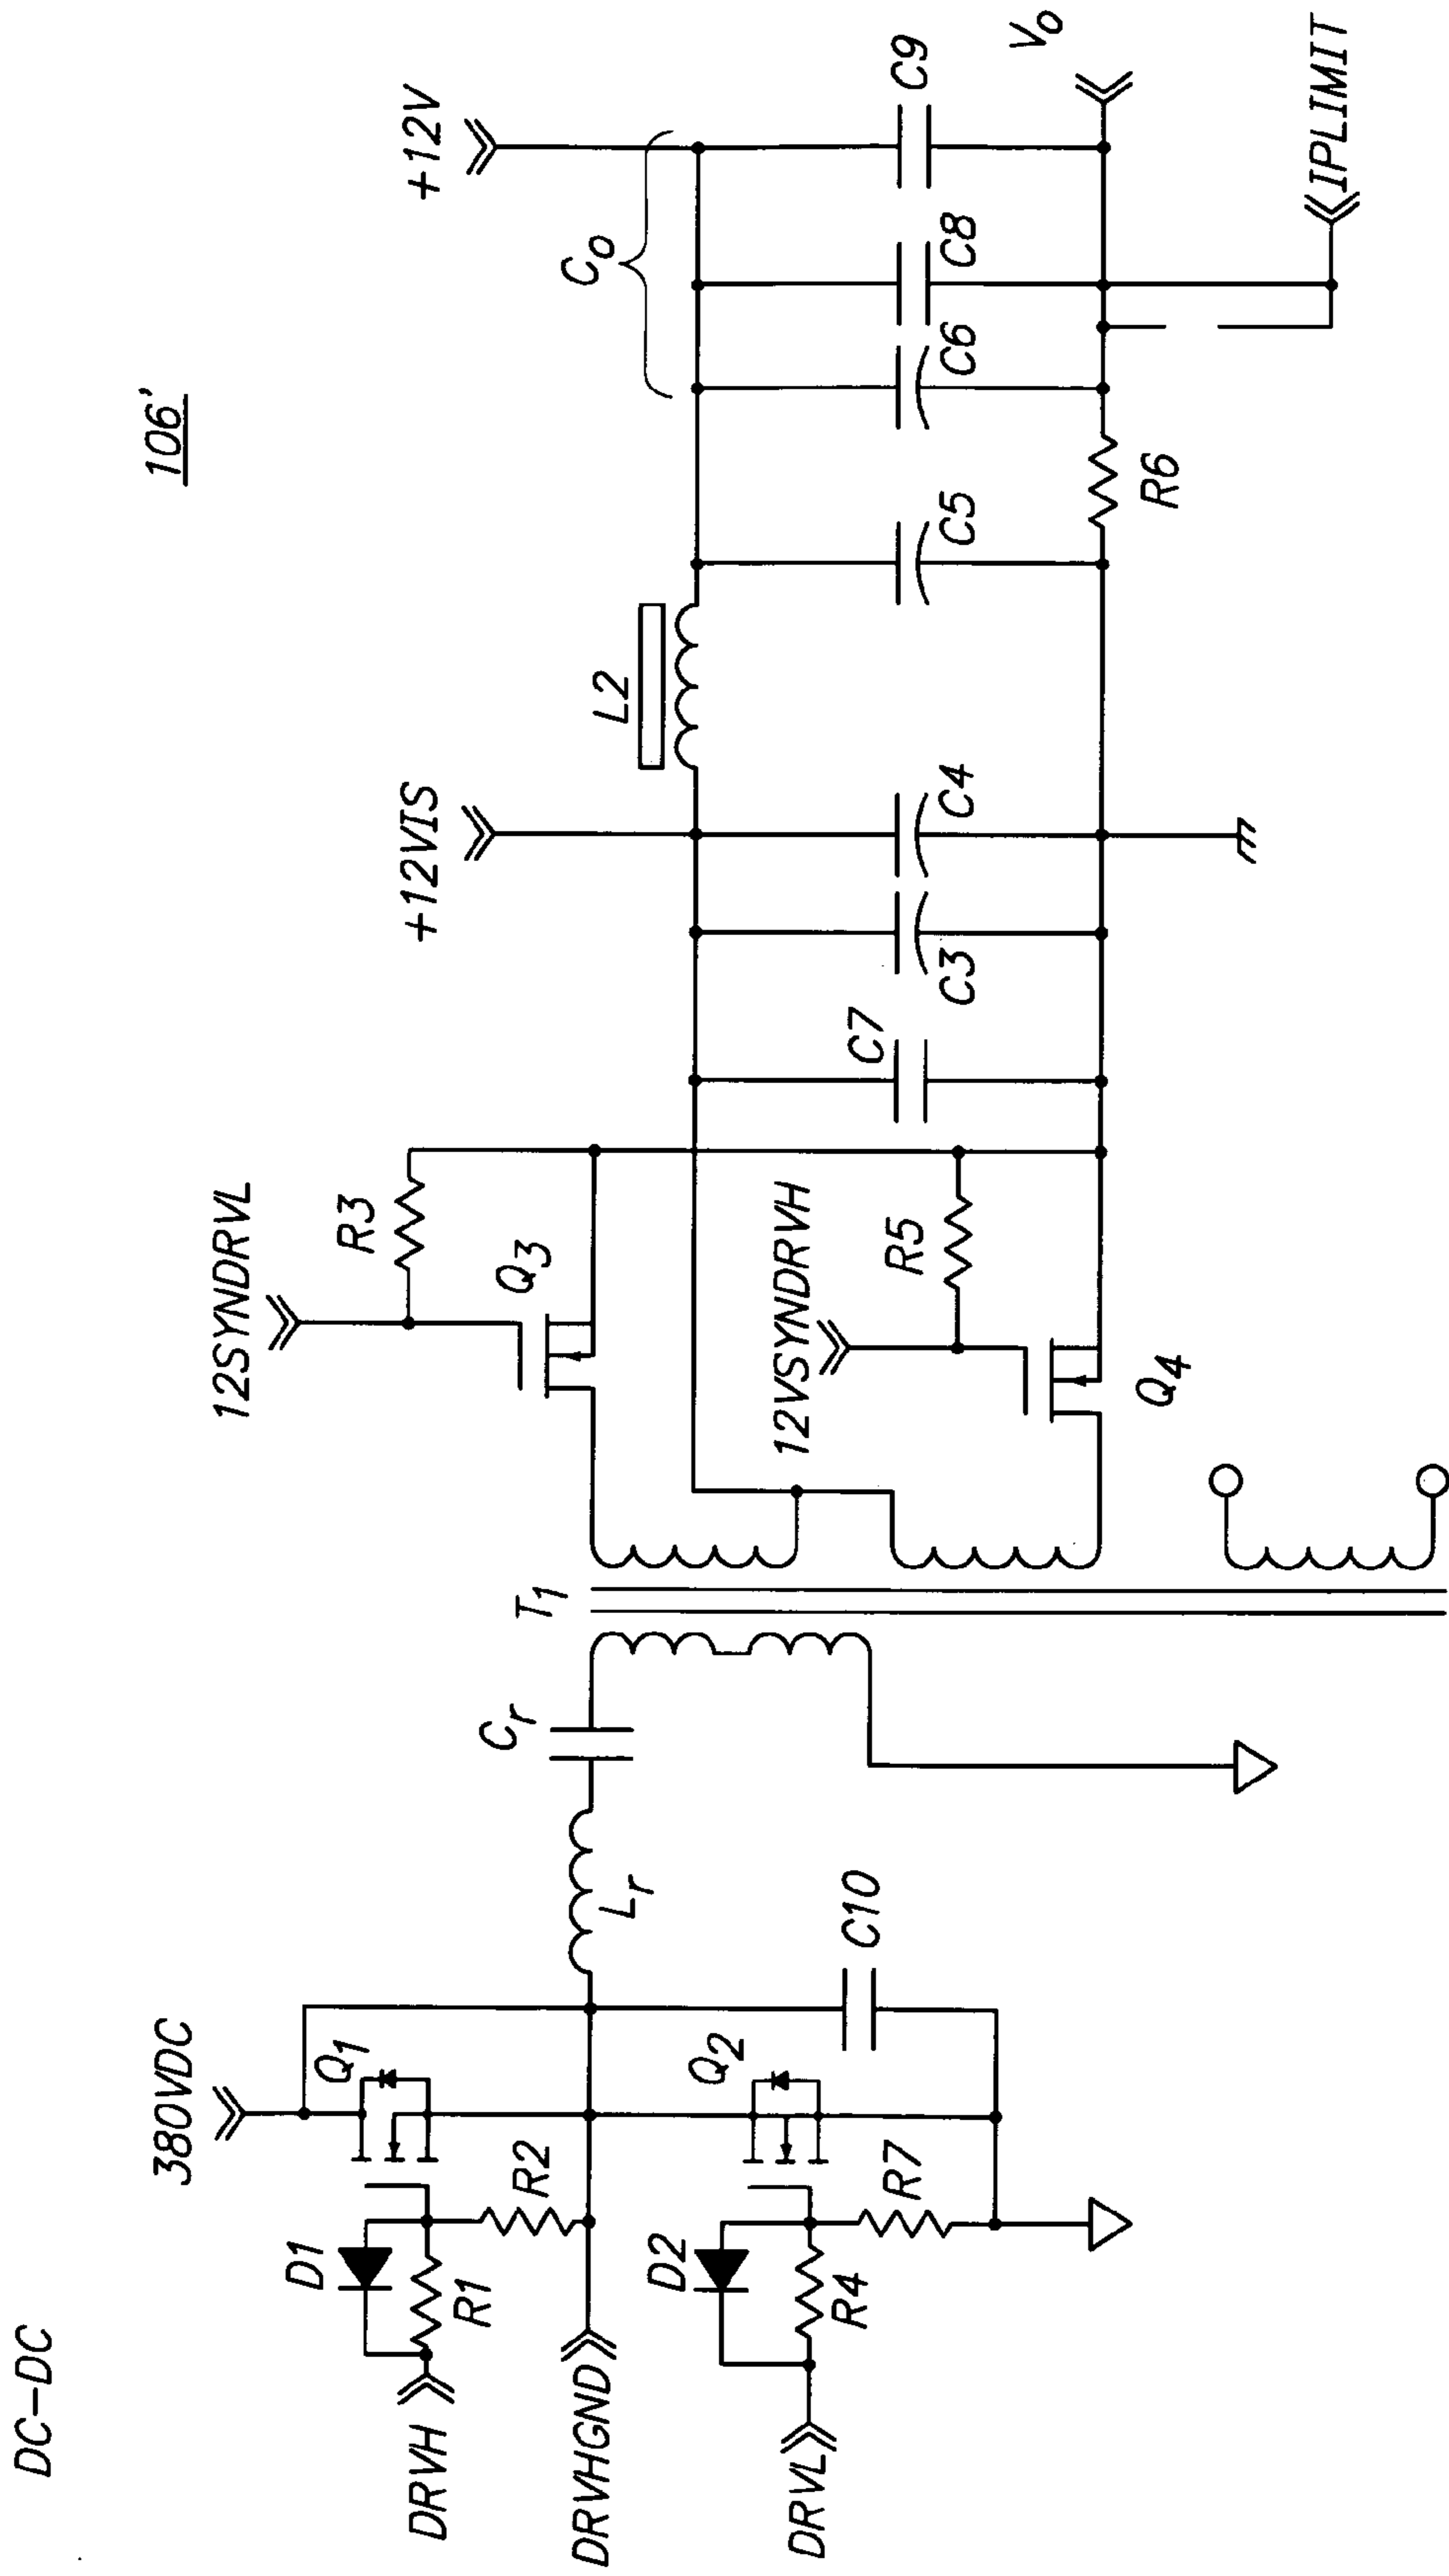 DC-DC
106'
380VDC
DRVH
D1
R1
R2
Q1
DRVHGND
DRVL
D2
R4
R7
Q2
C10
Lr
Cr
T1
12SYNDRVL
R3
Q3
12VSYNDRVH
R5
Q4
C7
C3
C4
+12VIS
L2
C5
R6
C6
C8
C9
Co
+12V
Vo
IPLIMIT